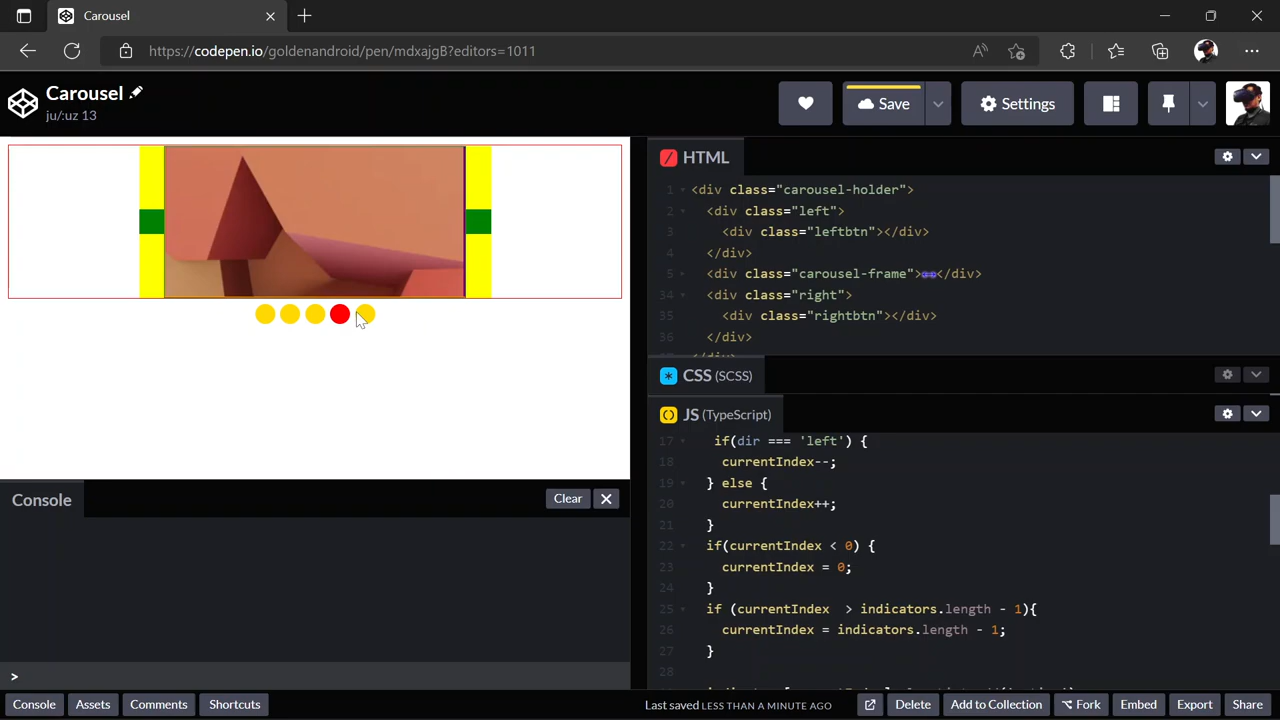 Carousel
https://codepen.io/goldenandroid/pen/mdxajgB?editors=1011
Carousel
ju/:uz 13
Save
Settings
HTML
1 <div class="carousel-holder">
2 <div class="left">
3 <div class="leftbtn"></div>
4 </div>
5 <div class="carousel-frame"></div>
34 <div class="right">
35 <div class="rightbtn"></div>
36 </div>
CSS (SCSS)
JS (TypeScript)
17 if(dir === 'left') {
18 currentIndex--;
19 } else {
20 currentIndex++;
21 }
22 if(currentIndex < 0) {
23 currentIndex = 0;
24 }
25 if (currentIndex > indicators.length - 1){
26 currentIndex = indicators.length - 1;
27 }
28
Console
Clear
>
Console
Assets
Comments
Shortcuts
Last saved LESS THAN A MINUTE AGO
Delete
Add to Collection
Fork
Embed
Export
Share